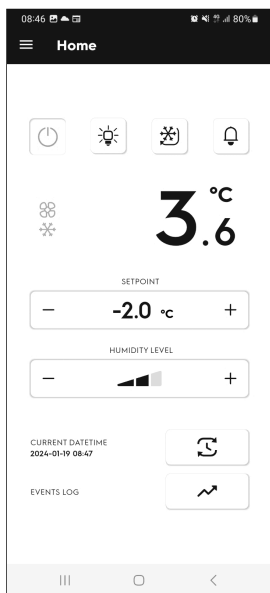 08:46 80%
Home
3.6 °C
SETPOINT
− -2.0 °C +
HUMIDITY LEVEL
− +
CURRENT DATETIME
2024-01-19 08:47
EVENTS LOG